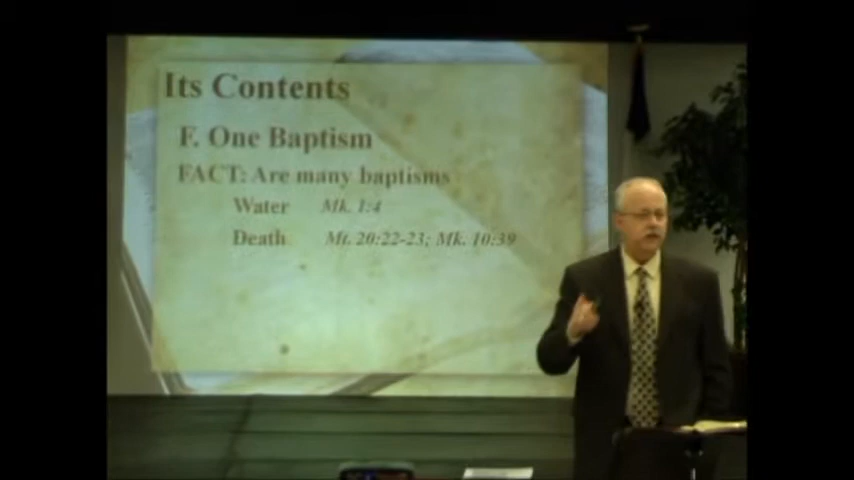 Its Contents
F. One Baptism
FACT: Are many baptisms
Water Mk. 1:4
Death Mt. 20:22-23; Mk. 10:39